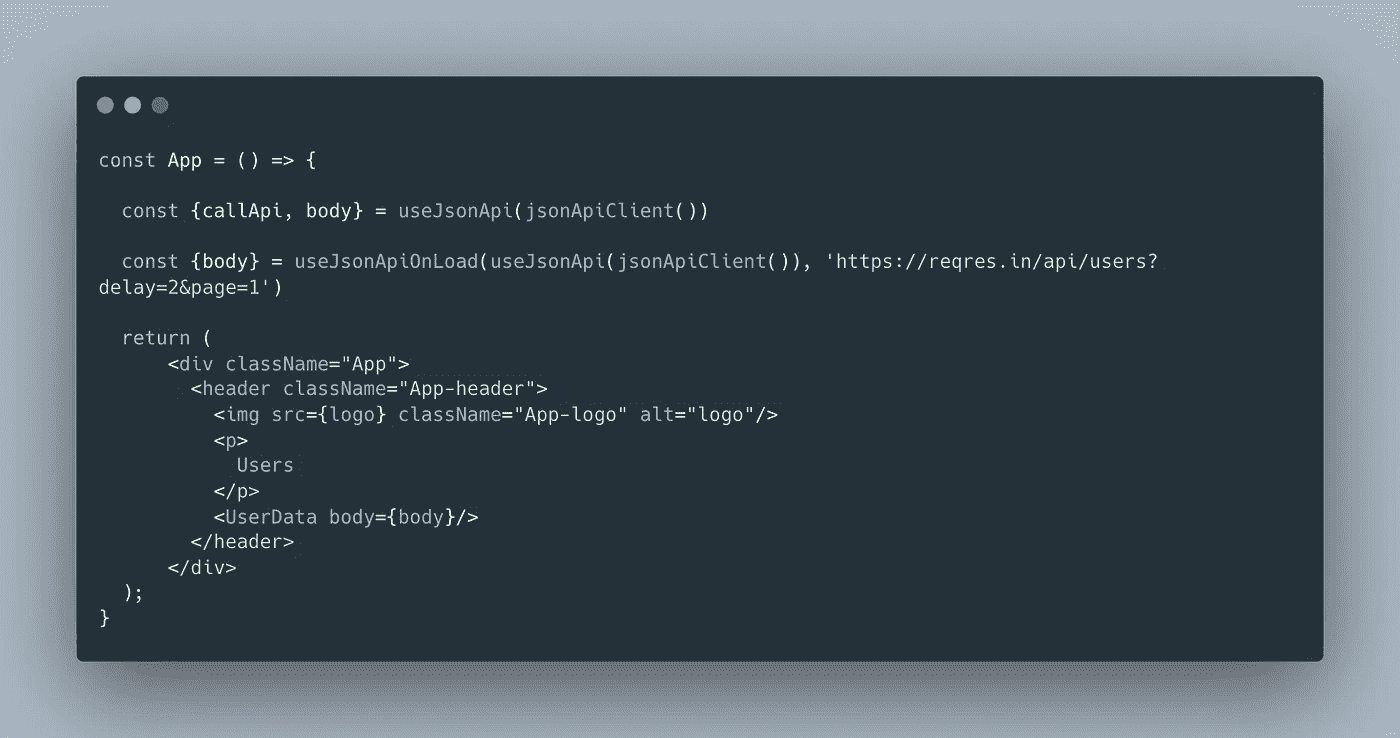 const App = () => {
const {callApi, body} = useJsonApi(jsonApiClient())
const {body} = useJsonApiOnLoad(useJsonApi(jsonApiClient()), 'https://reqres.in/api/users?
delay=2&page=1')
return (
<div className="App">
<header className="App-header">
<img src={logo} className="App-logo" alt="logo"/>
<p>
Users
</p>
<UserData body={body}/>
</header>
</div>
);
}